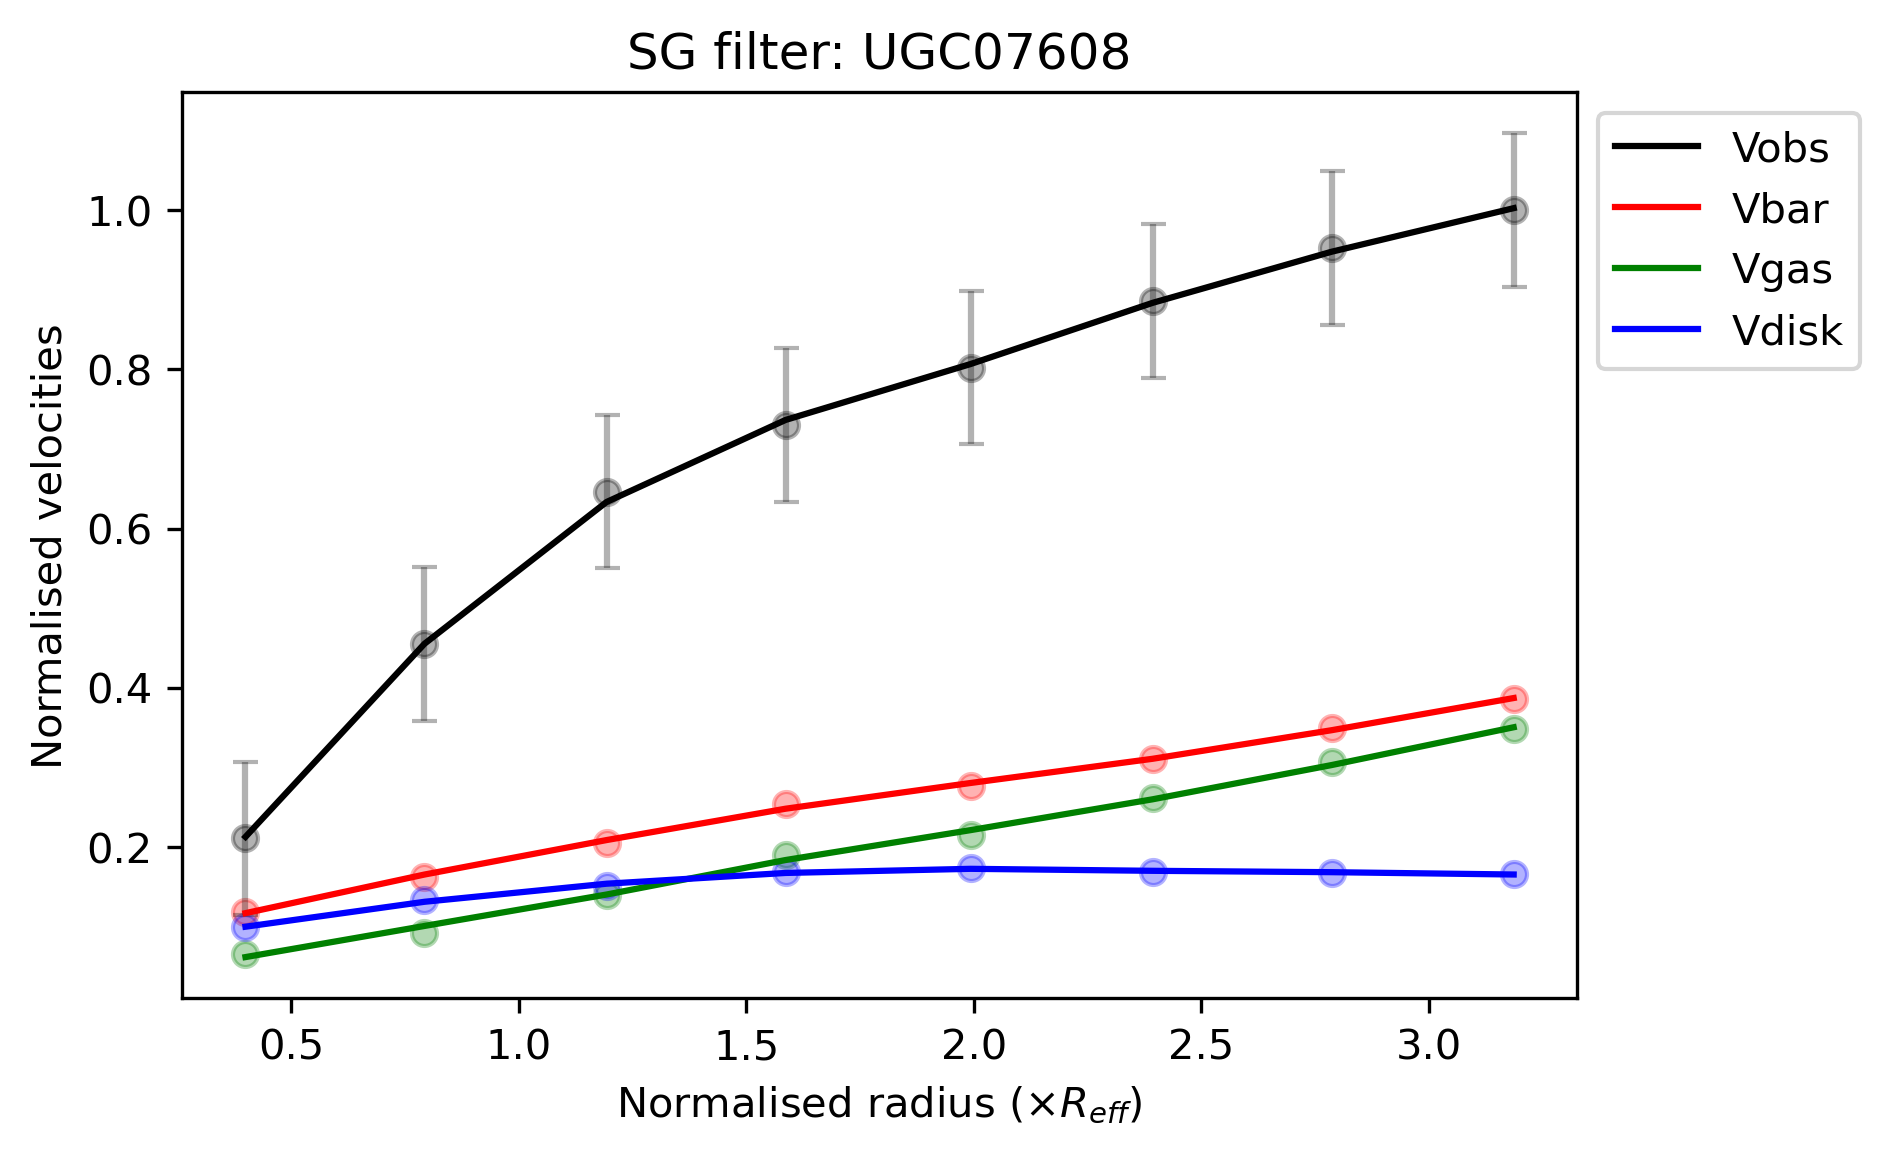 SG filter: UGC07608
Vobs
Vbar
Vgas
Vdisk
Normalised velocities
1.0
0.8
0.6
0.4
0.2
0.5 1.0 1.5 2.0 2.5 3.0
Normalised radius (×R_eff)